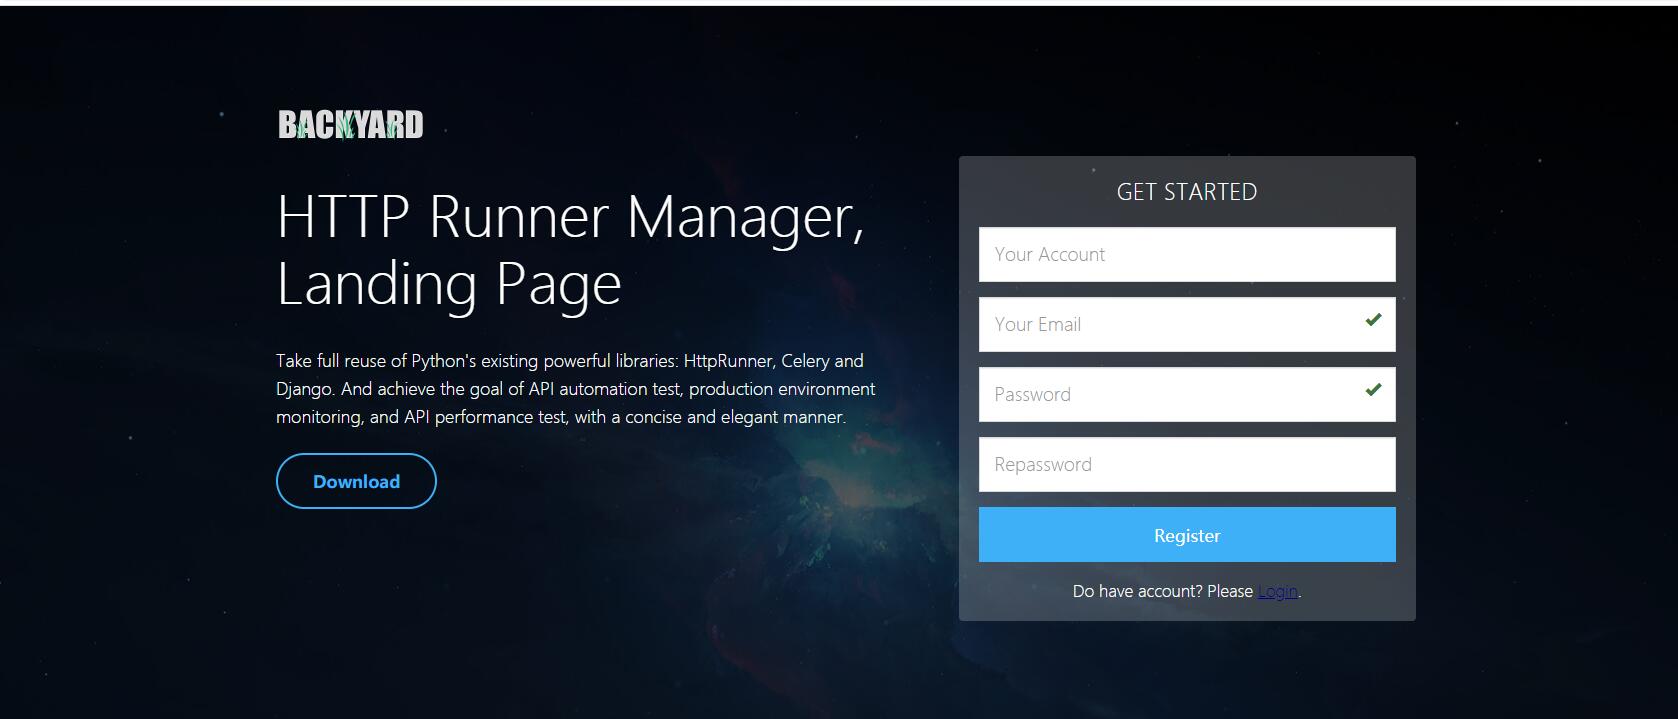 BACKYARD
HTTP Runner Manager,
Landing Page
Take full reuse of Python's existing powerful libraries: HttpRunner, Celery and
Django. And achieve the goal of API automation test, production environment
monitoring, and API performance test, with a concise and elegant manner.
Download
GET STARTED
Your Account
Your Email
Password
Repassword
Register
Do have account? Please Login.